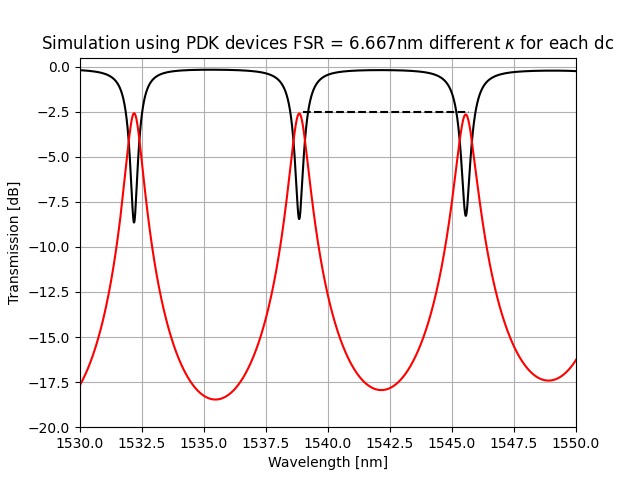 Simulation using PDK devices FSR = 6.667nm different κ for each dc
0.0
−2.5
−5.0
−7.5
−10.0
−12.5
−15.0
−17.5
−20.0
Transmission [dB]
1530.0 1532.5 1535.0 1537.5 1540.0 1542.5 1545.0 1547.5 1550.0
Wavelength [nm]